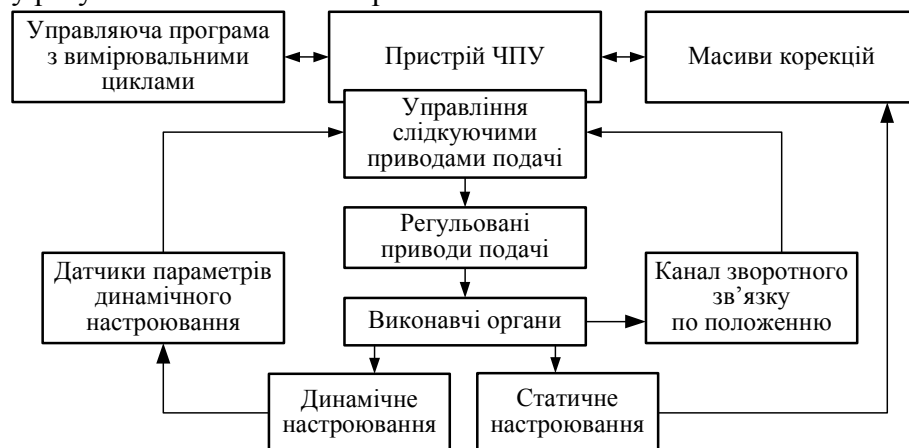 Управляюча програма
з вимірювальними
циклами
Пристрій ЧПУ
Масиви корекцій
Управління
слідкуючими
приводами подачі
Регульовані
приводи подачі
Датчики параметрів
динамічного
настроювання
Виконавчі органи
Канал зворотного
зв’язку
по положенню
Динамічне
настроювання
Статичне
настроювання